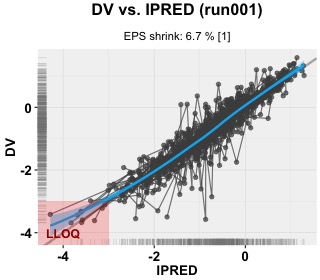 DV vs. IPRED (run001)
EPS shrink: 6.7 % [1]
0
-2
-4
DV
LLOQ
-4
-2
0
IPRED